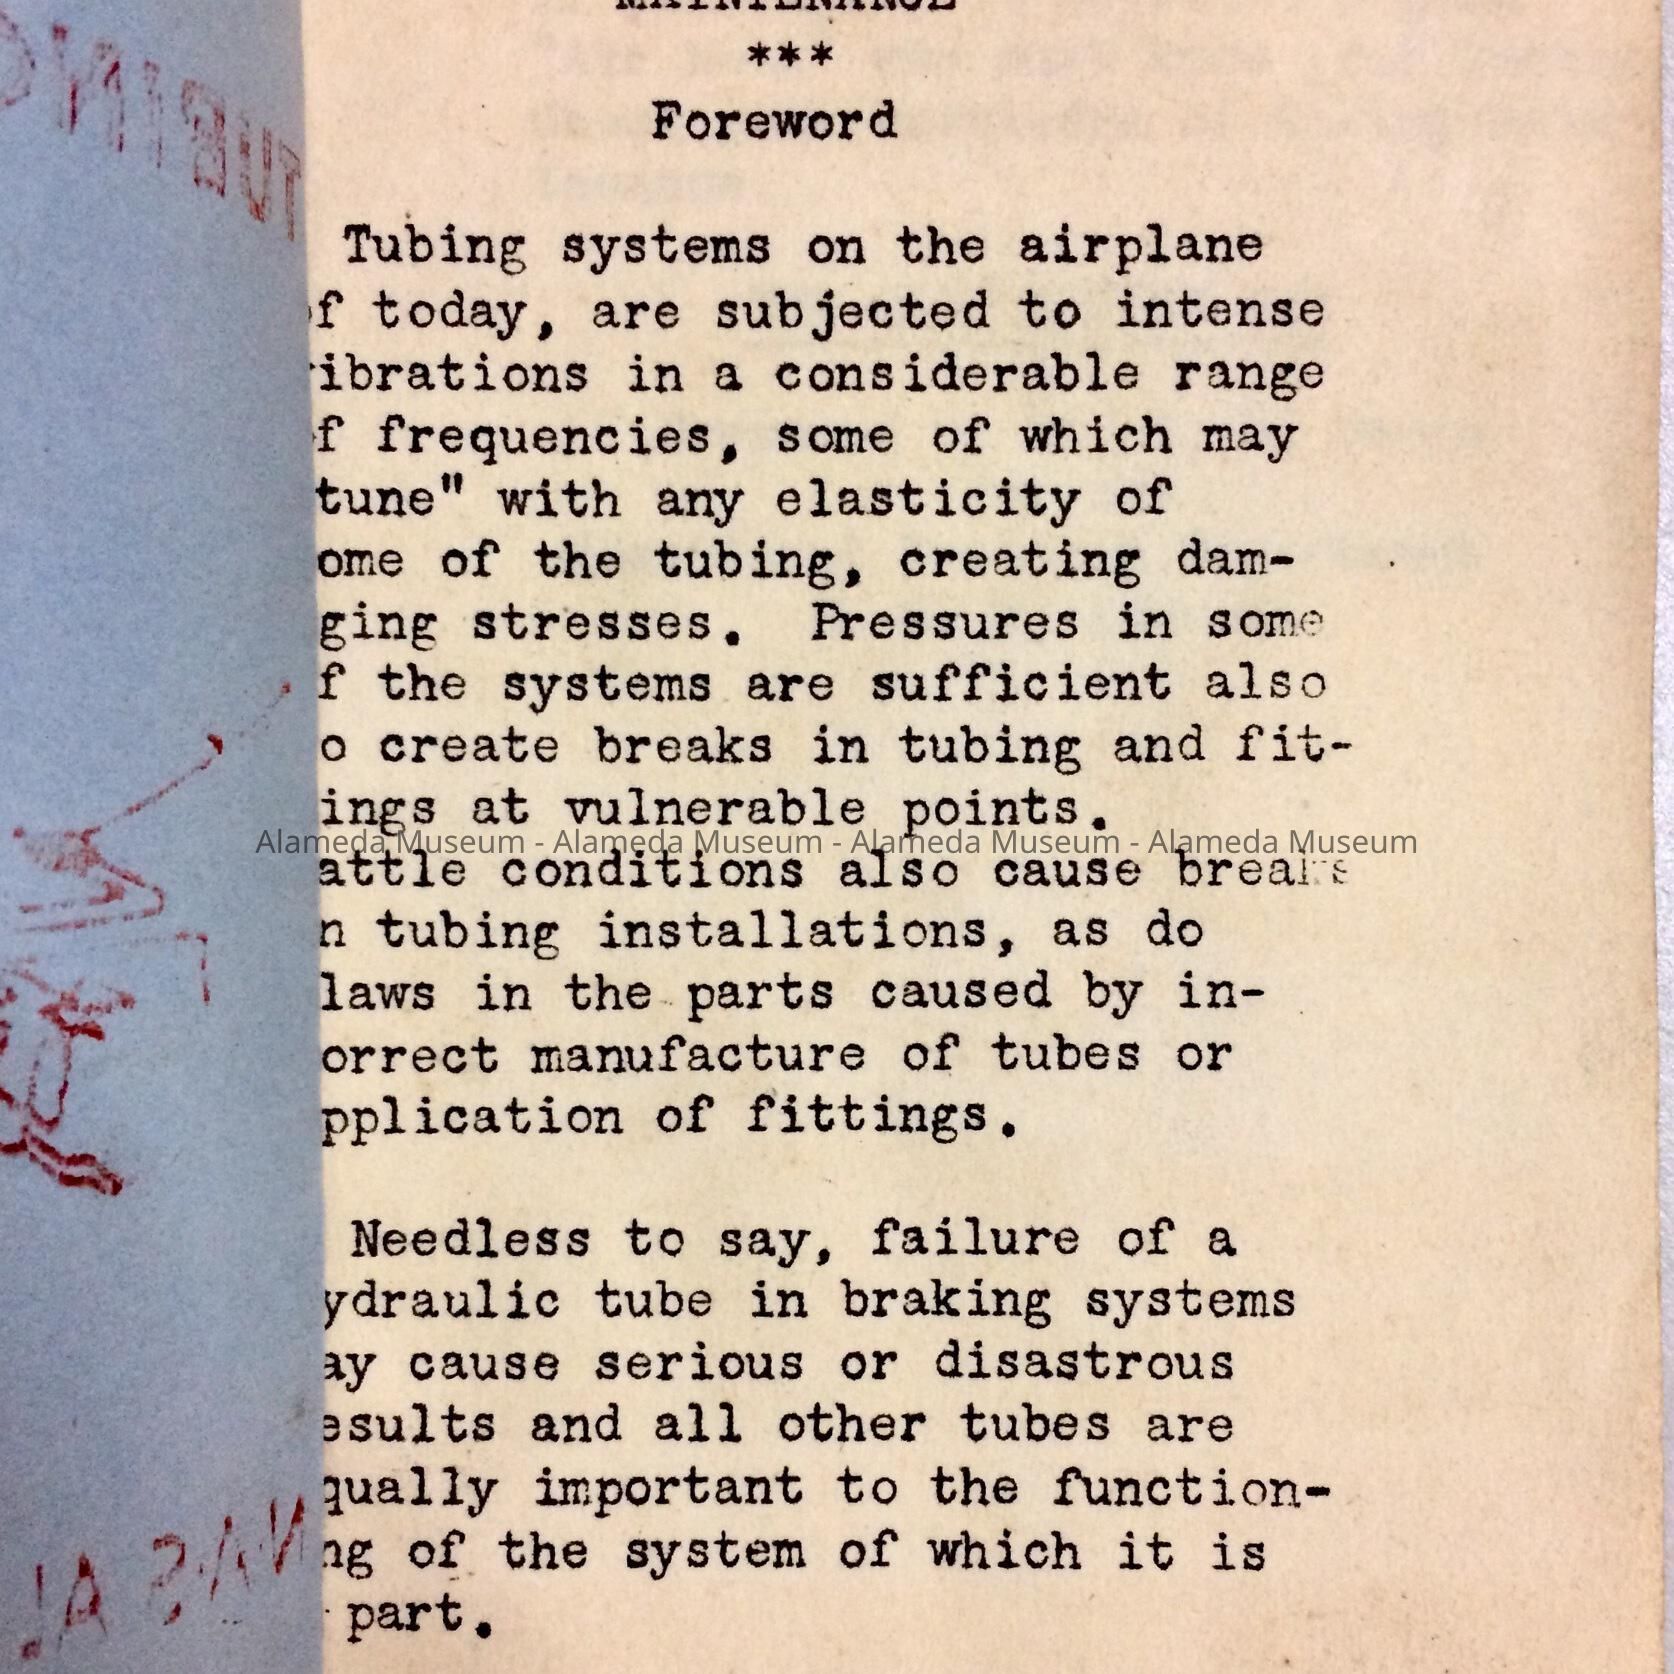 MAINTENANCE
***
Foreword
Tubing systems on the airplane
f today, are subjected to intense
ibrations in a considerable range
f frequencies, some of which may
tune" with any elasticity of
ome of the tubing, creating dam-
ging stresses. Pressures in some
f the systems are sufficient also
o create breaks in tubing and fit-
ings at vulnerable points.
Alameda Museum - Alameda Museum - Alameda Museum - Alameda Museum
attle conditions also cause breaks
n tubing installations, as do
laws in the parts caused by in-
orrect manufacture of tubes or
pplication of fittings.
Needless to say, failure of a
ydraulic tube in braking systems
ay cause serious or disastrous
esults and all other tubes are
qually important to the function-
ng of the system of which it is
part.